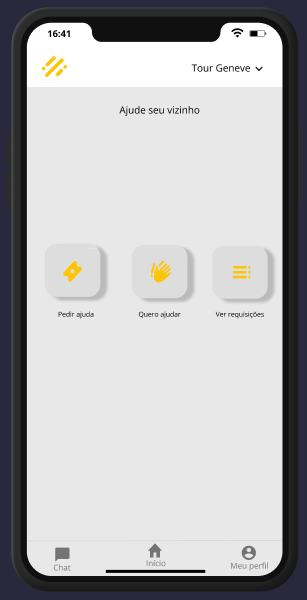 16:41
Tour Geneve
Ajude seu vizinho
Pedir ajuda
Quero ajudar
Ver requisições
Chat
Início
Meu perfil